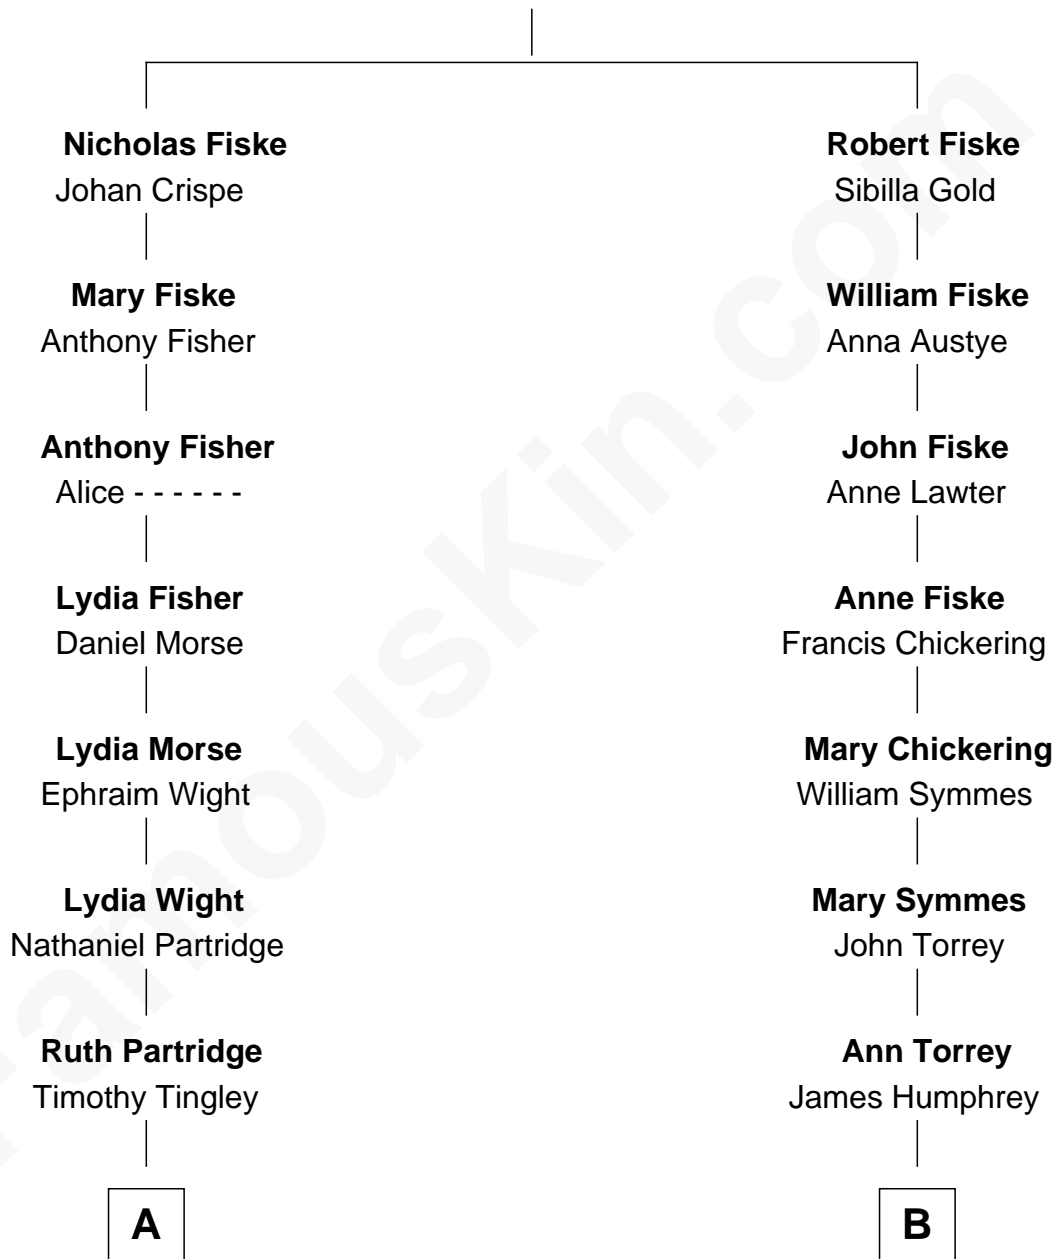 Nicholas Fiske
Johan Crispe
Mary Fiske
Anthony Fisher
Anthony Fisher
Alice - - - - - -
Lydia Fisher
Daniel Morse
Lydia Morse
Ephraim Wight
Lydia Wight
Nathaniel Partridge
Ruth Partridge
Timothy Tingley
A
Robert Fiske
Sibilla Gold
William Fiske
Anna Austye
John Fiske
Anne Lawter
Anne Fiske
Francis Chickering
Mary Chickering
William Symmes
Mary Symmes
John Torrey
Ann Torrey
James Humphrey
B
FamousKin.com